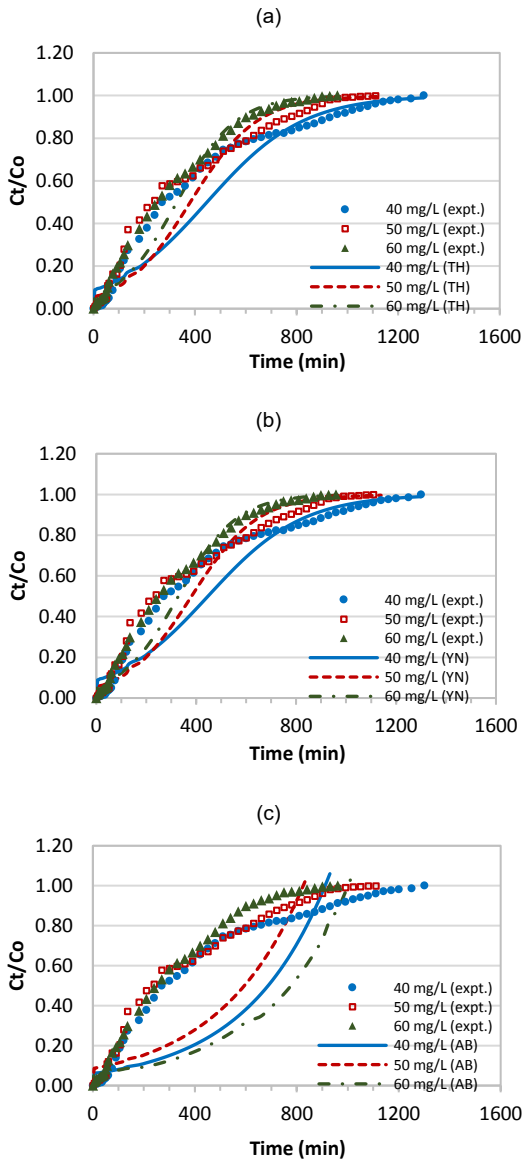 (a)
1.20
1.00
0.80
0.60
0.40
0.20
0.00
Ct/Co
40 mg/L (expt.)
50 mg/L (expt.)
60 mg/L (expt.)
40 mg/L (TH)
50 mg/L (TH)
60 mg/L (TH)
0 400 800 1200 1600
Time (min)
(b)
1.20
1.00
0.80
0.60
0.40
0.20
0.00
Ct/Co
40 mg/L (expt.)
50 mg/L (expt.)
60 mg/L (expt.)
40 mg/L (YN)
50 mg/L (YN)
60 mg/L (YN)
0 400 800 1200 1600
Time (min)
(c)
1.20
1.00
0.80
0.60
0.40
0.20
0.00
Ct/Co
40 mg/L (expt.)
50 mg/L (expt.)
60 mg/L (expt.)
40 mg/L (AB)
50 mg/L (AB)
60 mg/L (AB)
0 400 800 1200 1600
Time (min)